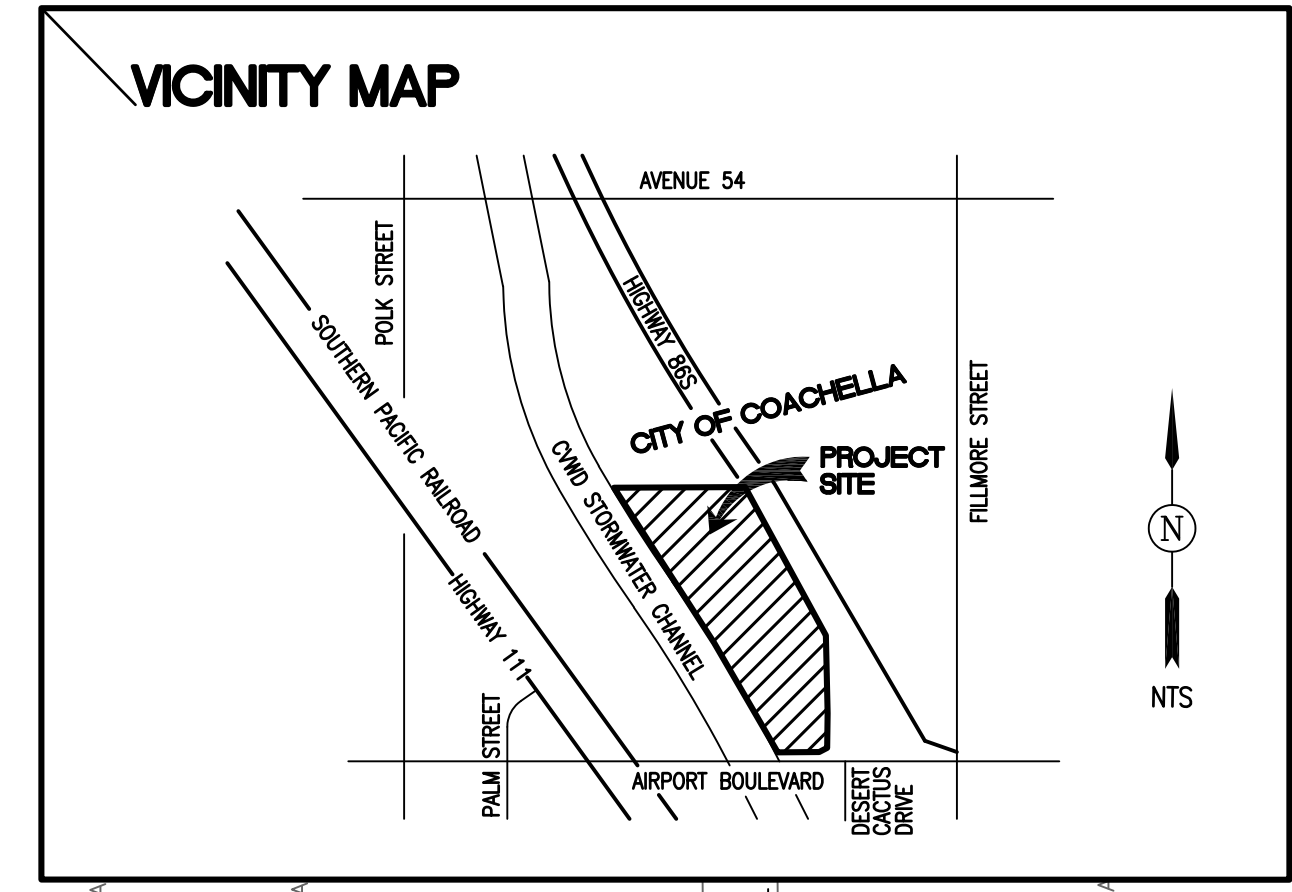 VICINITY MAP
AVENUE 54
POLK STREET
SOUTHERN PACIFIC RAILROAD
HIGHWAY 86S
CITY OF COACHELLA
PROJECT
SITE
FILLMORE STREET
CVWD STORMWATER CHANNEL
HIGHWAY 111
N
NTS
PALM STREET
AIRPORT BOULEVARD
DESERT
CACTUS
DRIVE